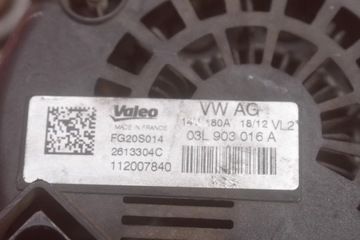 Valeo
MADE IN FRANCE
FG20S014
2613304C
112007840
VW AG
14V 180A 18/12 VL2
03L 903 016 A